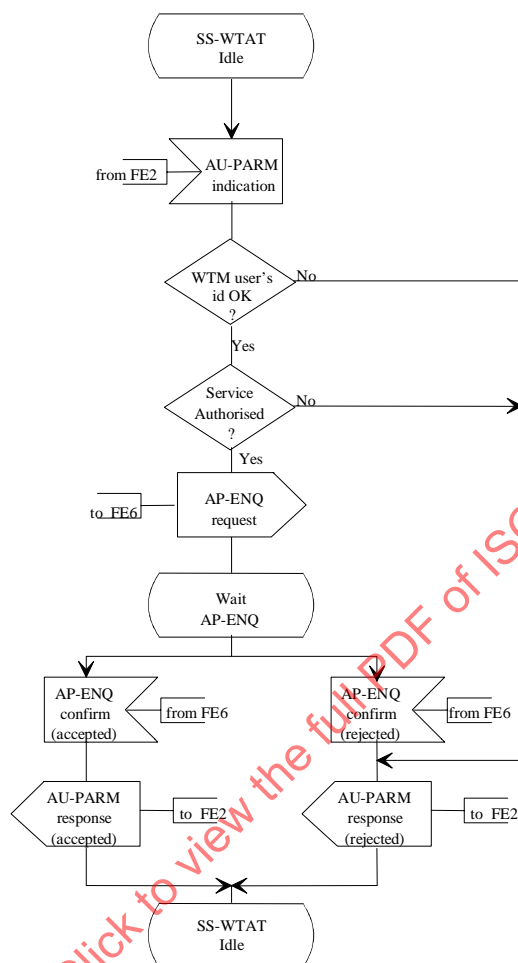 SS-WTAT
Idle
from FE2
AU-PARM
indication
WTM user's
id OK
?
No
Yes
Service
Authorised
?
No
Yes
to FE6
AP-ENQ
request
Wait
AP-ENQ
AP-ENQ
confirm
(accepted)
from FE6
AP-ENQ
confirm
(rejected)
from FE6
AU-PARM
response
(accepted)
to FE2
AU-PARM
response
(rejected)
to FE2
SS-WTAT
Idle
Click to view the full PDF of ISO